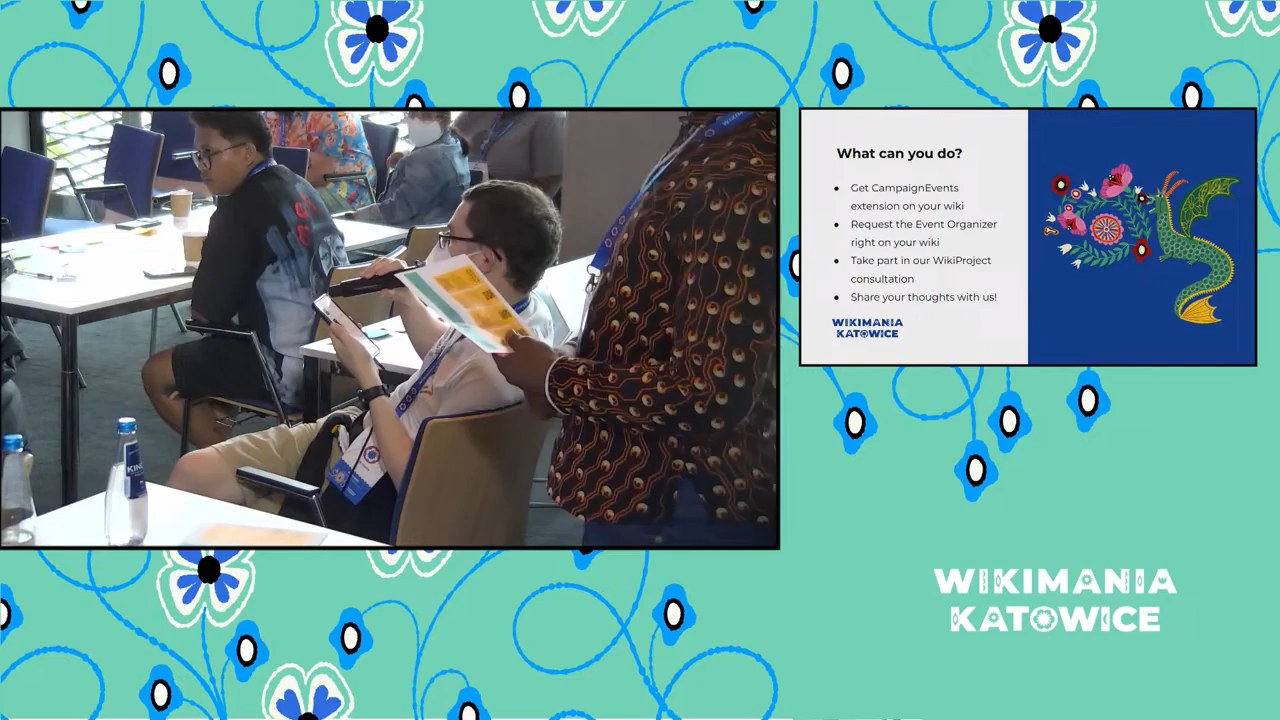 What can you do?
● Get CampaignEvents
extension on your wiki
● Request the Event Organizer
right on your wiki
● Take part in our WikiProject
consultation
● Share your thoughts with us!
WIKIMANIA
KATOWICE
WIKIMANIA
KATOWICE